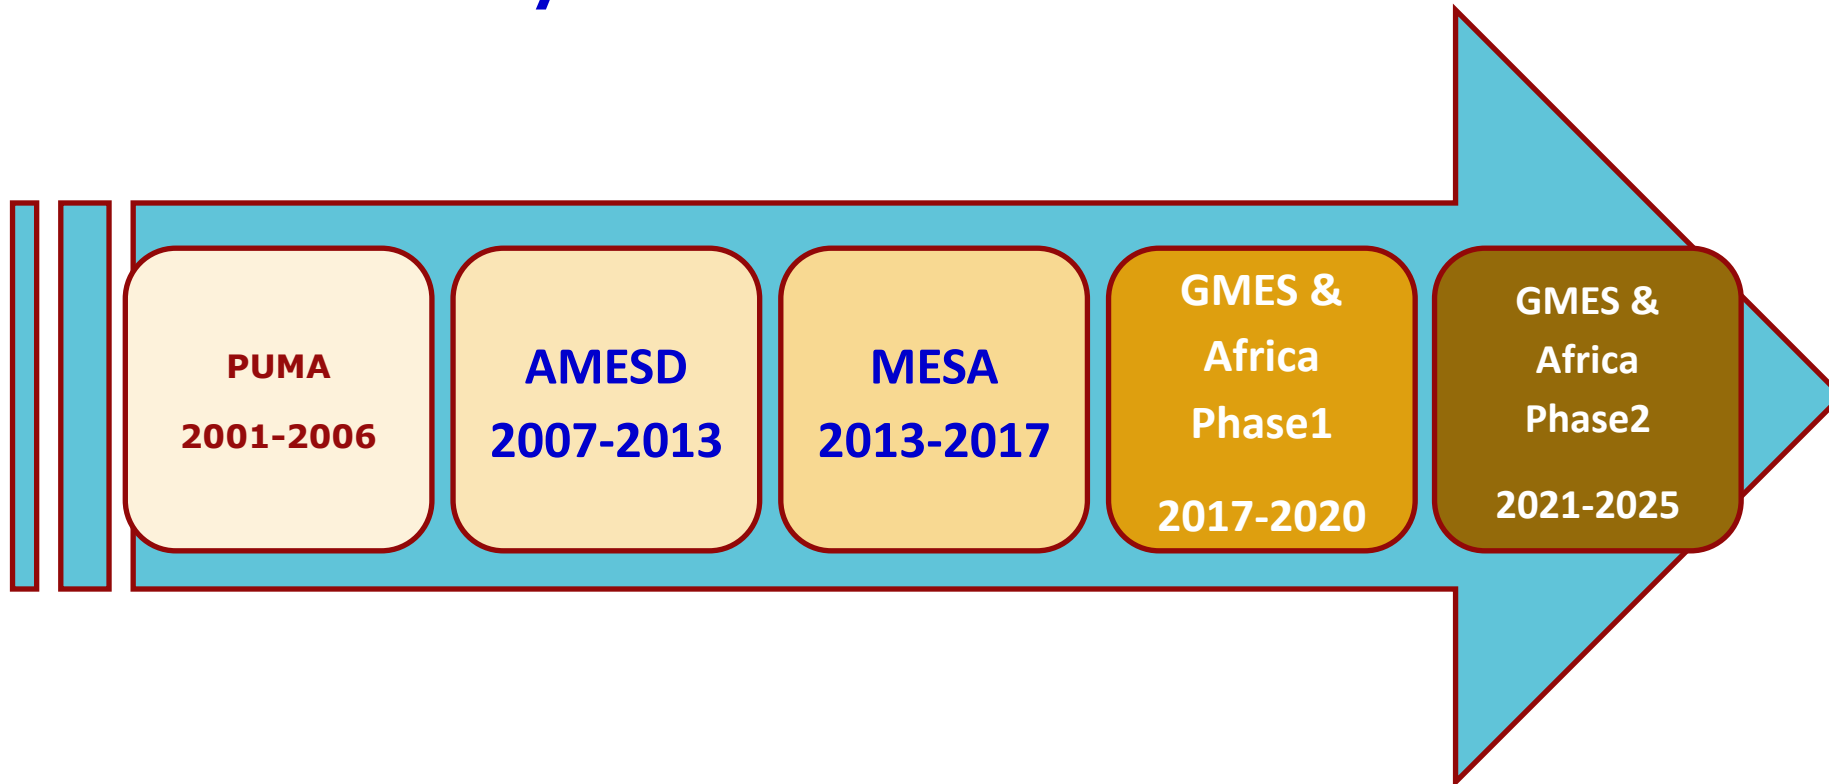 PUMA
2001-2006
AMESD
2007-2013
MESA
2013-2017
GMES &
Africa
Phase1
2017-2020
GMES &
Africa
Phase2
2021-2025